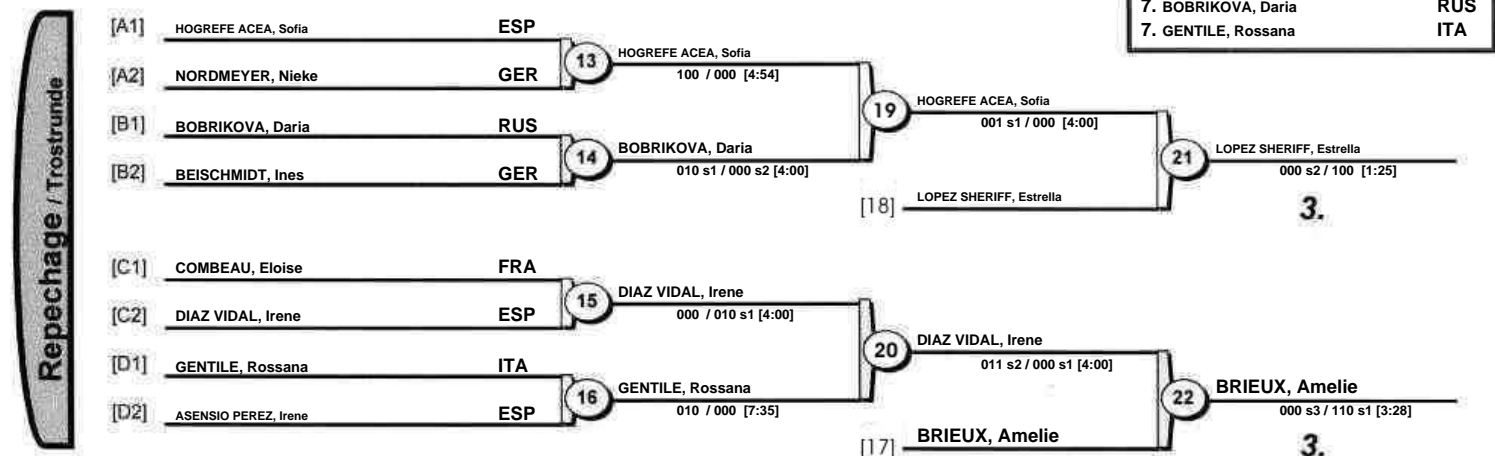 7. BOBRIKOVA, Daria RUS
7. GENTILE, Rossana ITA
Repechage / Trostrunde
[A1] HOGREFE ACEA, Sofia ESP
[A2] NORDMEYER, Nieke GER
13
HOGREFE ACEA, Sofia
100 / 000 [4:54]
[B1] BOBRIKOVA, Daria RUS
[B2] BEISCHMIDT, Ines GER
14
BOBRIKOVA, Daria
010 s1 / 000 s2 [4:00]
19
HOGREFE ACEA, Sofia
001 s1 / 000 [4:00]
[18] LOPEZ SHERIFF, Estrella
21
LOPEZ SHERIFF, Estrella
000 s2 / 100 [1:25]
3.
[C1] COMBEAU, Eloise FRA
[C2] DIAZ VIDAL, Irene ESP
15
DIAZ VIDAL, Irene
000 / 010 s1 [4:00]
[D1] GENTILE, Rossana ITA
[D2] ASENSIO PEREZ, Irene ESP
16
GENTILE, Rossana
010 / 000 [7:35]
20
DIAZ VIDAL, Irene
011 s2 / 000 s1 [4:00]
[17] BRIEUX, Amelie
22
BRIEUX, Amelie
000 s3 / 110 s1 [3:28]
3.